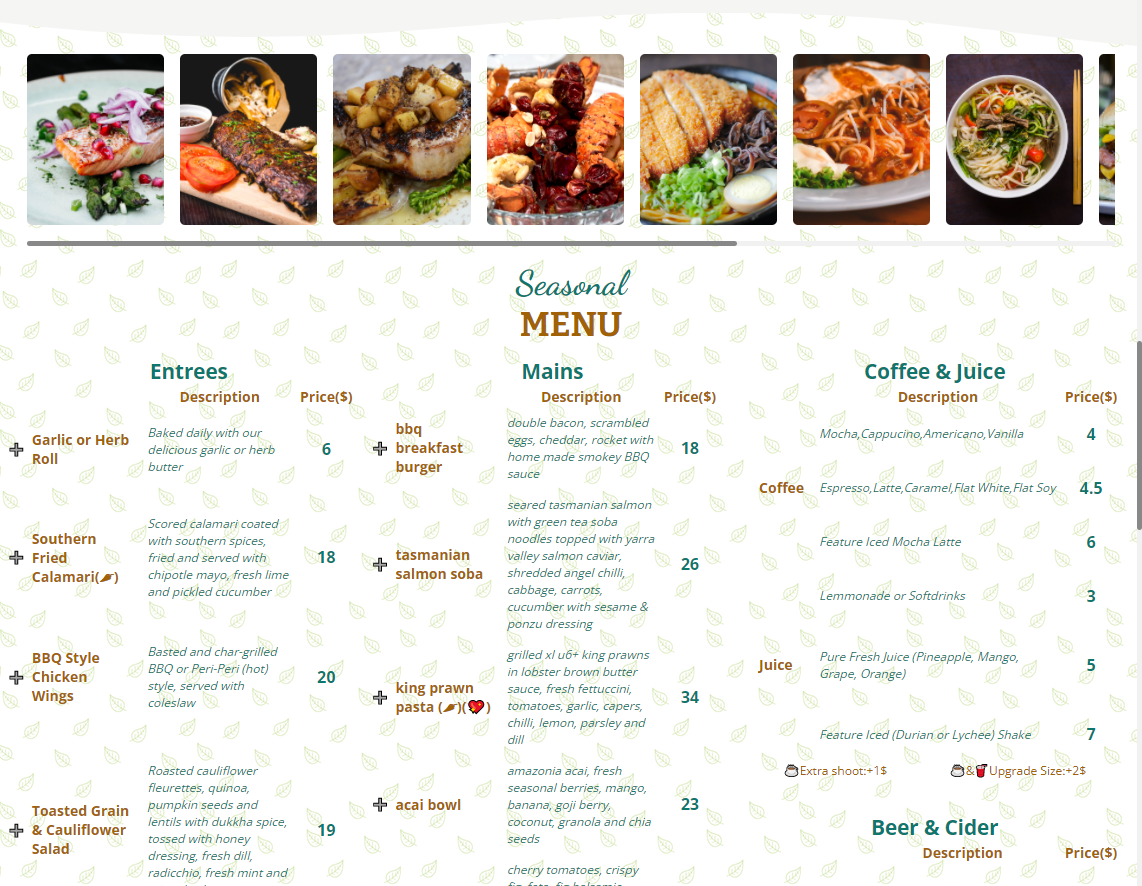 Seasonal
MENU
Entrees
Description Price($)
Garlic or Herb
Roll
Baked daily with our
delicious garlic or herb
butter
6
Southern
Fried
Calamari(🌶)
Scored calamari coated
with southern spices,
fried and served with
chipotle mayo, fresh lime
and pickled cucumber
18
BBQ Style
Chicken
Wings
Basted and char-grilled
BBQ or Peri-Peri (hot)
style, served with
coleslaw
20
Toasted Grain
& Cauliflower
Salad
Roasted cauliflower
fleurettes, quinoa,
pumpkin seeds and
lentils with dukkha spice,
tossed with honey
dressing, fresh dill,
radicchio, fresh mint and
19
Mains
Description Price($)
bbq
breakfast
burger
double bacon, scrambled
eggs, cheddar, rocket with
home made smokey BBQ
sauce
18
tasmanian
salmon soba
seared tasmanian salmon
with green tea soba
noodles topped with yarra
valley salmon caviar,
shredded angel chilli,
cabbage, carrots,
cucumber with sesame &
ponzu dressing
26
king prawn
pasta (🌶)(💖)
grilled xl u6+ king prawns
in lobster brown butter
sauce, fresh fettuccini,
tomatoes, garlic, capers,
chilli, lemon, parsley and
dill
34
acai bowl
amazonia acai, fresh
seasonal berries, mango,
banana, goji berry,
coconut, granola and chia
seeds
23
cherry tomatoes, crispy
Coffee & Juice
Description Price($)
Mocha,Cappucino,Americano,Vanilla 4
Coffee Espresso,Latte,Caramel,Flat White,Flat Soy 4.5
Feature Iced Mocha Latte 6
Lemmonade or Softdrinks 3
Juice
Pure Fresh Juice (Pineapple, Mango,
Grape, Orange)
5
Feature Iced (Durian or Lychee) Shake 7
Extra shoot:+1$ &Upgrade Size:+2$
Beer & Cider
Description Price($)